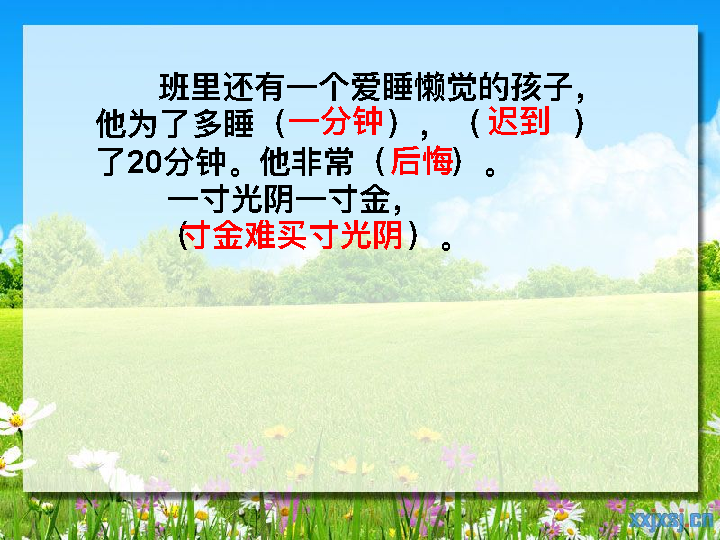 班里还有一个爱睡懒觉的孩子，
他为了多睡（一分钟），（迟到 ）
了20分钟。他非常（后悔）。
一寸光阴一寸金，
（寸金难买寸光阴）。
xxjxsj.cn